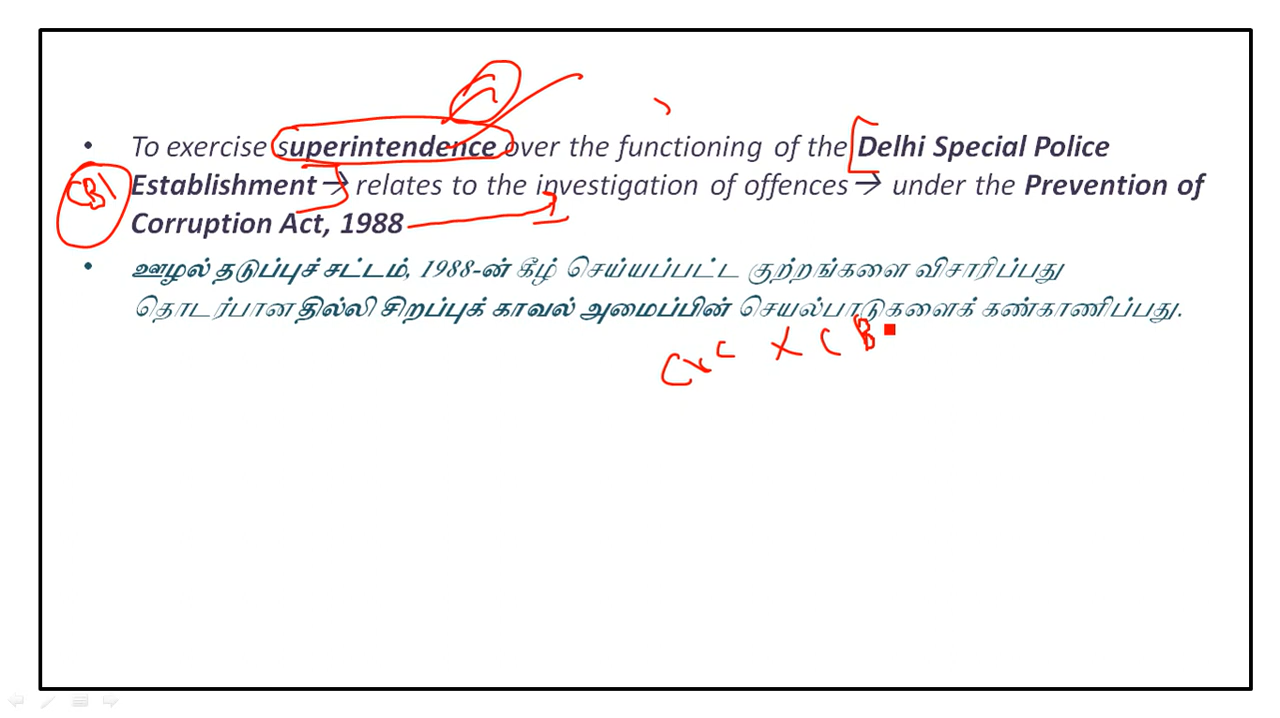 • To exercise superintendence over the functioning of the Delhi Special Police
CBI
Establishment → relates to the investigation of offences → under the Prevention of
Corruption Act, 1988
• ஊழல் தடுப்புச் சட்டம், 1988-ன் கீழ் செய்யப்பட்ட குற்றங்களை விசாரிப்பது
தொடர்பான தில்லி சிறப்புக் காவல் அமைப்பின் செயல்பாடுகளைக் கண்காணிப்பது.
CVC X CB